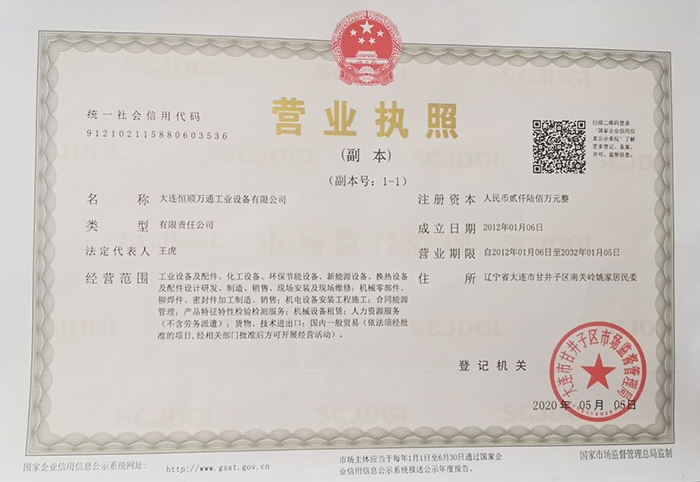 统一社会信用代码
912102115880603536
营业执照
(副 本)
(副本号：1-1)
扫描二维码登录
"国家企业信用信
息公示系统"了解
更多登记、备案、
许可、监管信息。
名 称 大连恒顺万通工业设备有限公司
类 型 有限责任公司
法定代表人 王虎
经营范围 工业设备及配件、化工设备、环保节能设备、新能源设备、换热设备
及配件设计研发、制造、销售、现场安装及现场维修；机械零部件、
铆焊件、密封件加工制造、销售；机电设备安装工程施工；合同能源
管理；产品特征特性检验检测服务；机械设备租赁；人力资源服务
（不含劳务派遣）；货物、技术进出口；国内一般贸易（依法须经批
准的项目，经相关部门批准后方可开展经营活动）。
注册资本 人民币贰仟陆佰万元整
成立日期 2012年01月06日
营业期限 自2012年01月06日至2032年01月05日
住 所 辽宁省大连市甘井子区南关岭姚家居民委
登记机关
大连市甘井子区市场监督管理局
2020 年 05 月 06 日
国家企业信用信息公示系统网址： http://www.gsxt.gov.cn
市场主体应当于每年1月1日至6月30日通过国家企
业信用信息公示系统报送公示年度报告。
国家市场监督管理总局监制